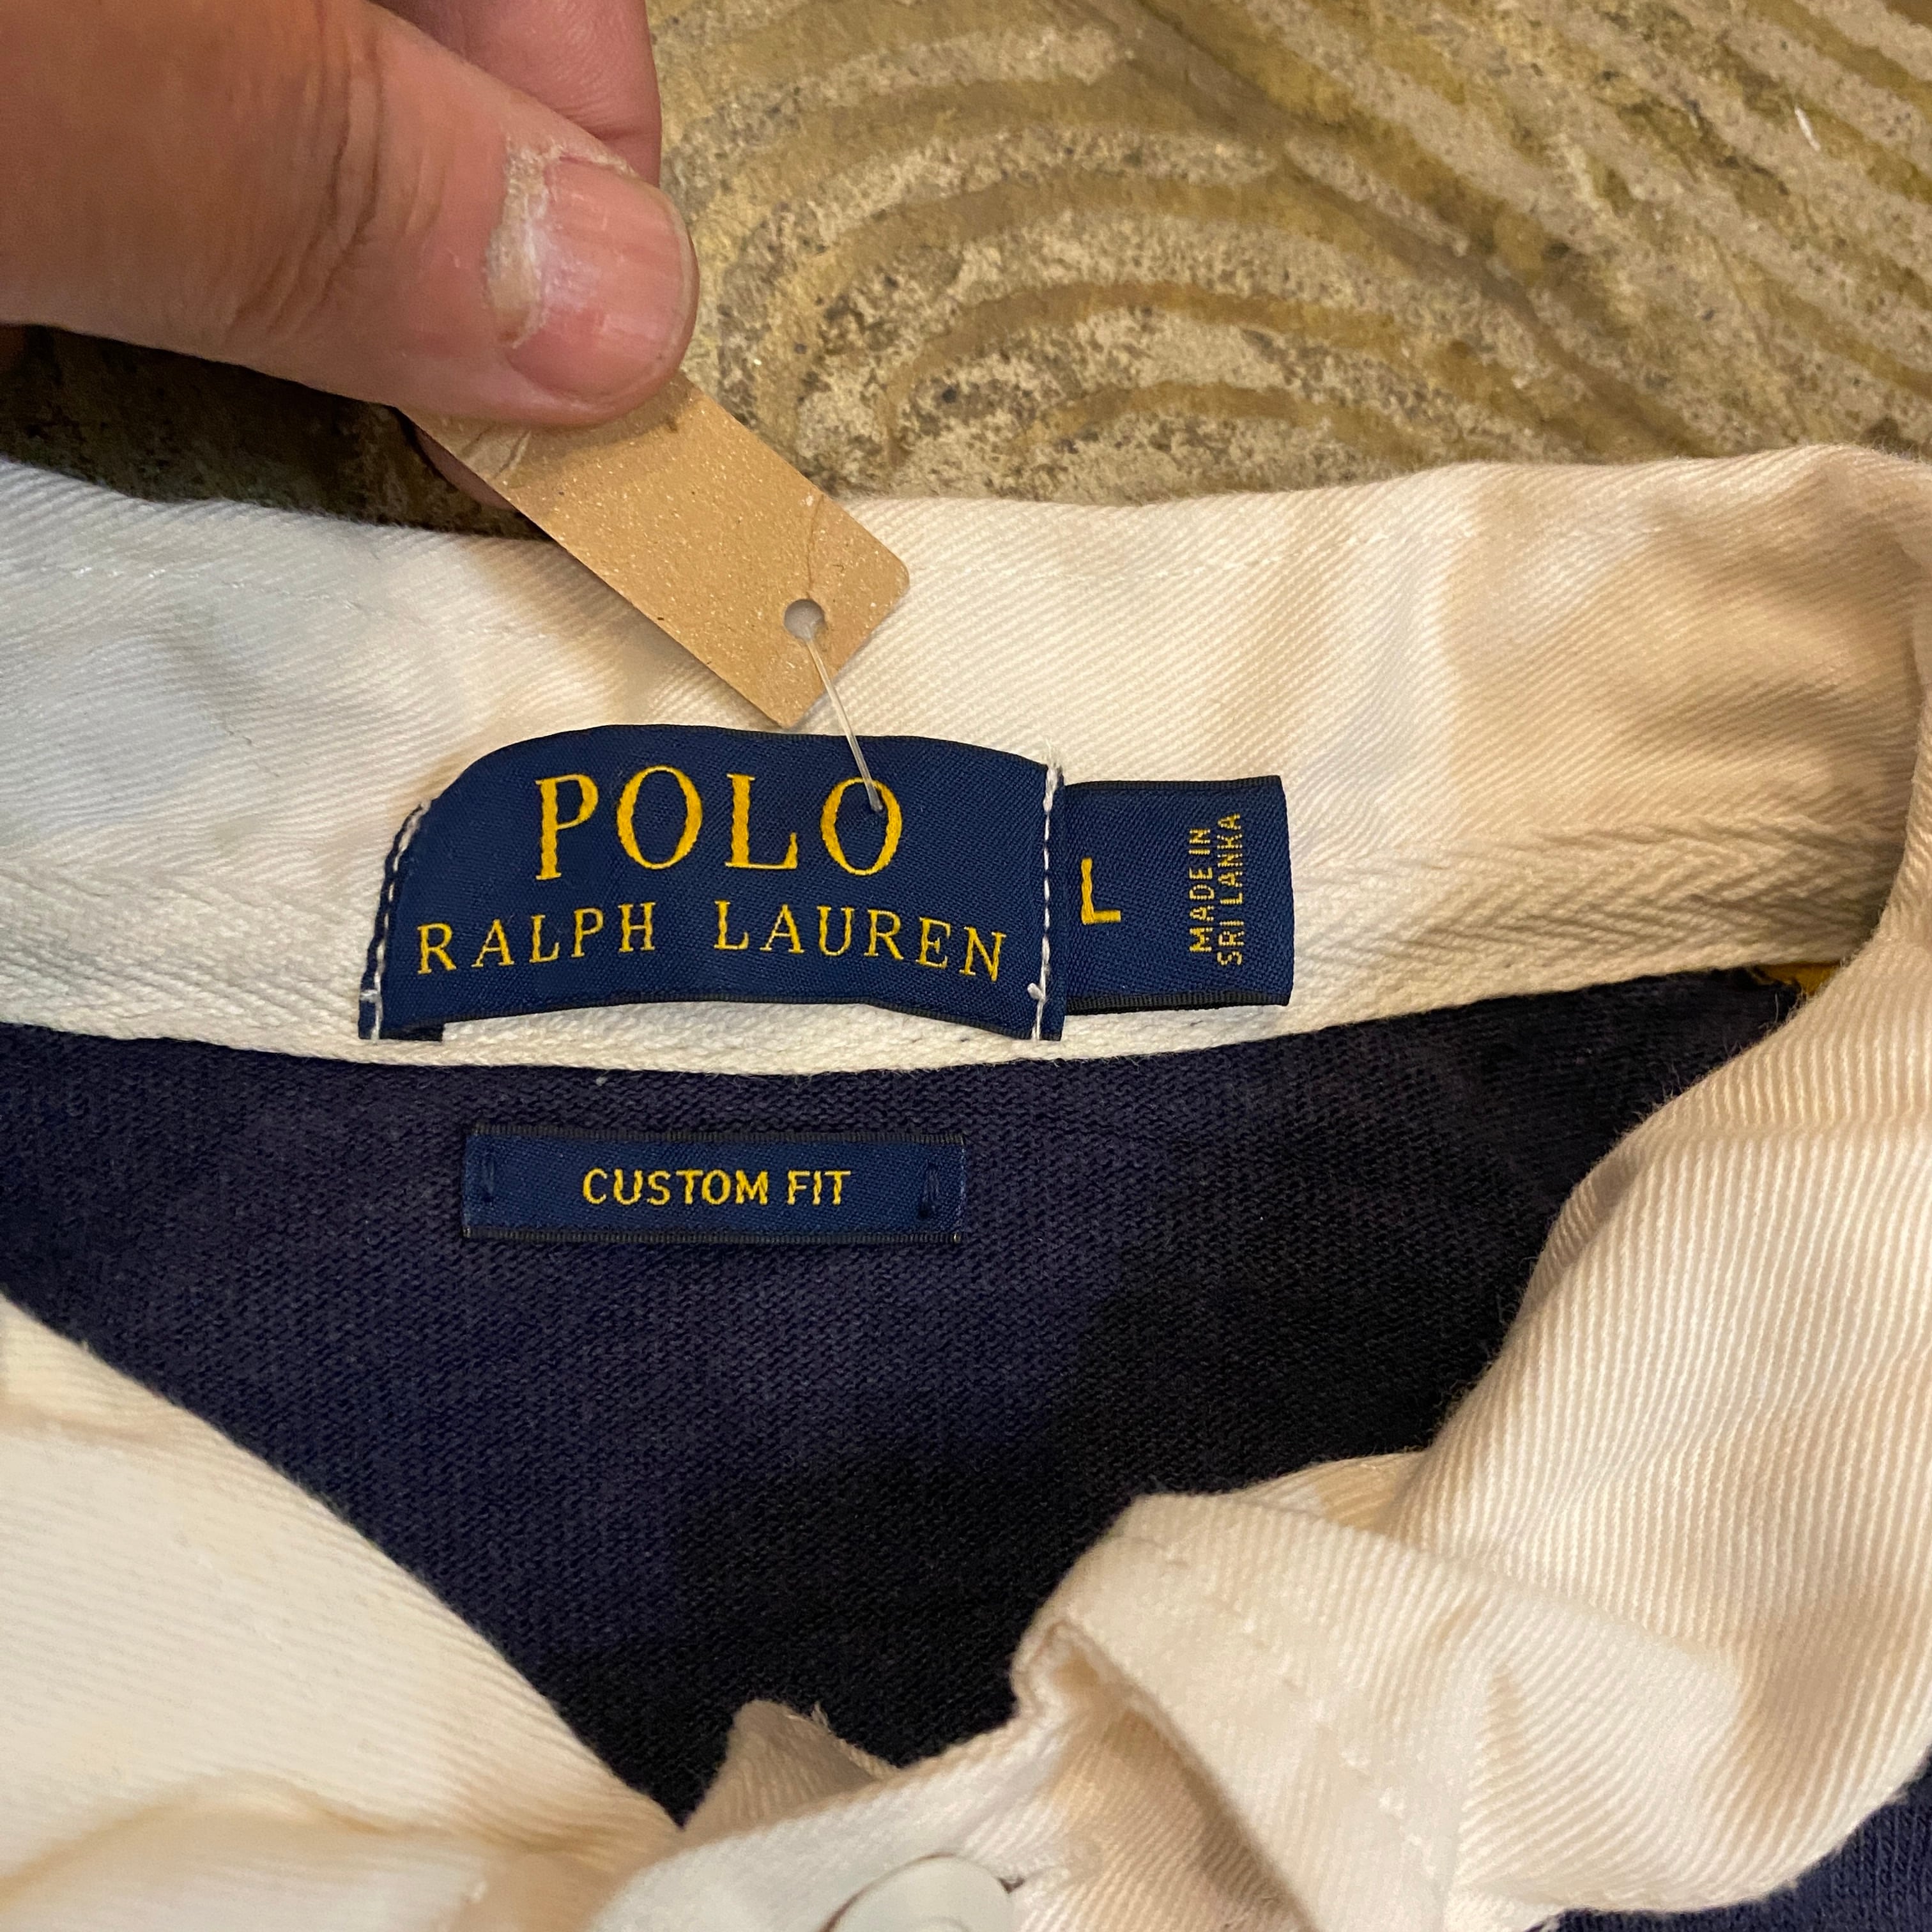 POLO
RALPH LAUREN
L
MADE IN
SRI LANKA
CUSTOM FIT